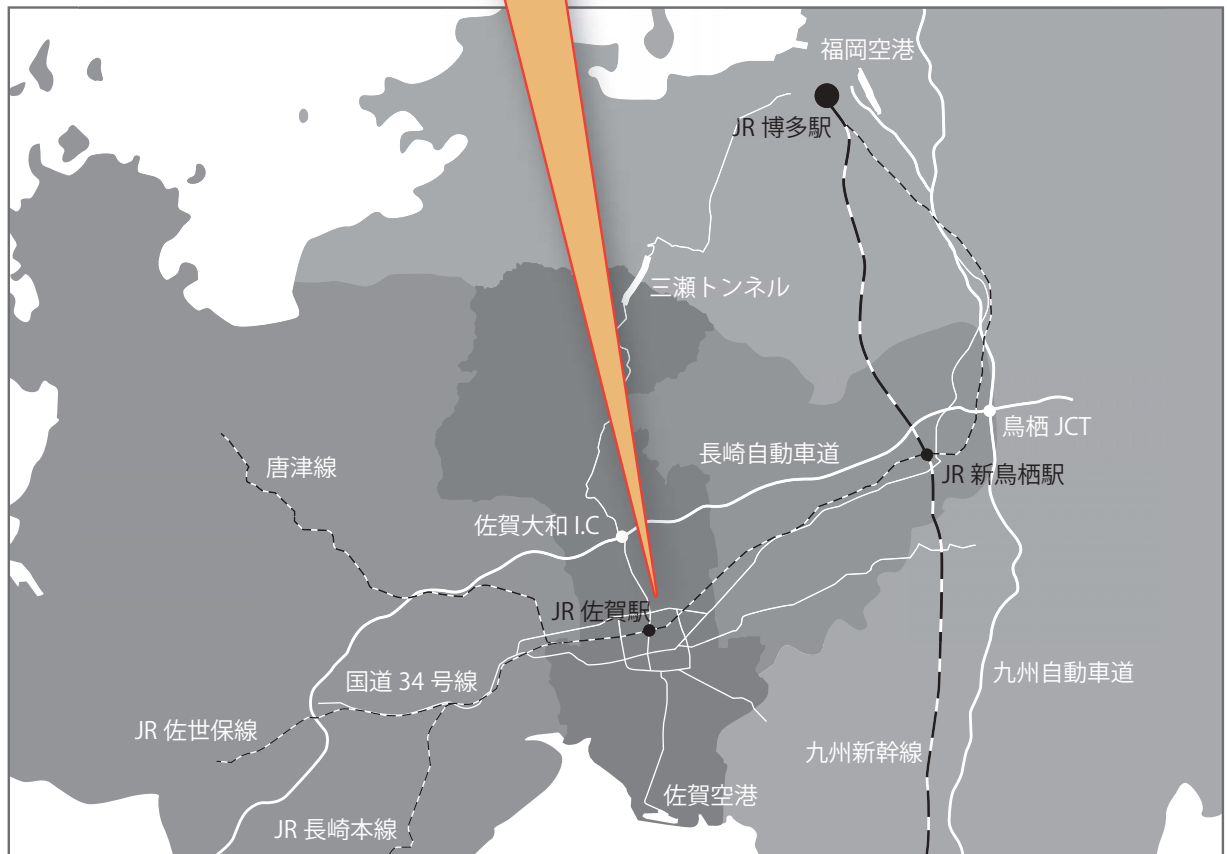 福岡空港
JR 博多駅
三瀬トンネル
鳥栖 JCT
長崎自動車道
唐津線
JR 新鳥栖駅
佐賀大和 I.C
JR 佐賀駅
国道 34 号線
九州自動車道
JR 佐世保線
九州新幹線
佐賀空港
JR 長崎本線